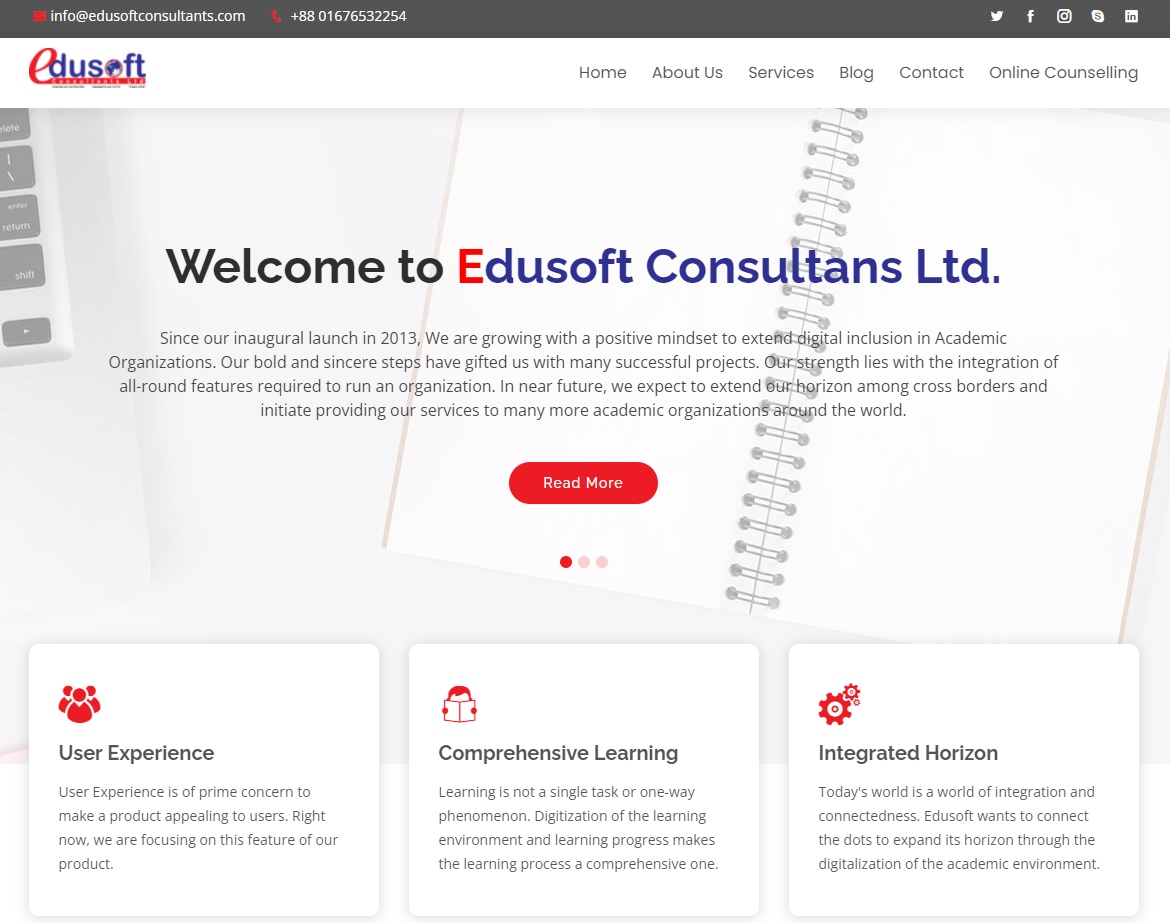 info@edusoftconsultants.com +88 01676532254
edusoft
Consultants Ltd
Home About Us Services Blog Contact Online Counselling
elete
|
\
enter
return
shift
Welcome to Edusoft Consultans Ltd.
Since our inaugural launch in 2013, We are growing with a positive mindset to extend digital inclusion in Academic
Organizations. Our bold and sincere steps have gifted us with many successful projects. Our strength lies with the integration of
all-round features required to run an organization. In near future, we expect to extend our horizon among cross borders and
initiate providing our services to many more academic organizations around the world.
Read More
User Experience
User Experience is of prime concern to
make a product appealing to users. Right
now, we are focusing on this feature of our
product.
Comprehensive Learning
Learning is not a single task or one-way
phenomenon. Digitization of the learning
environment and learning progress makes
the learning process a comprehensive one.
Integrated Horizon
Today's world is a world of integration and
connectedness. Edusoft wants to connect
the dots to expand its horizon through the
digitalization of the academic environment.